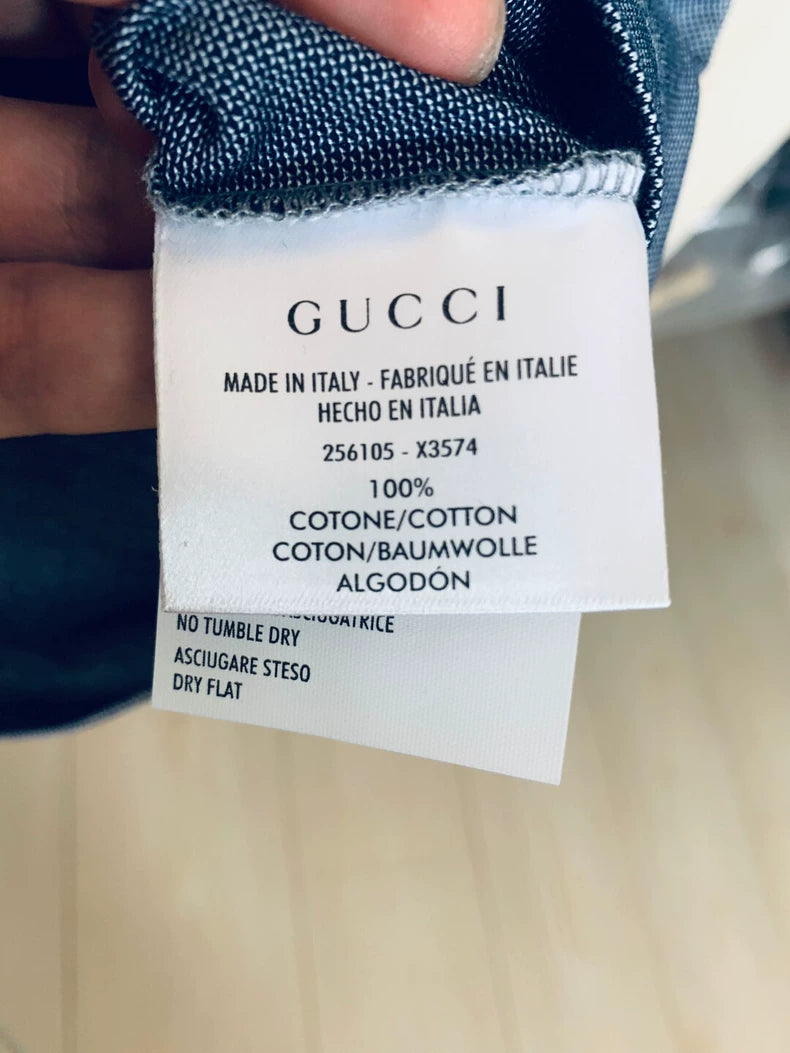 GUCCI
MADE IN ITALY - FABRIQUÉ EN ITALIE
HECHO EN ITALIA
256105 - X3574
100%
COTONE/COTTON
COTON/BAUMWOLLE
ALGODÓN
NO TUMBLE DRY
ASCIUGARE STESO
DRY FLAT